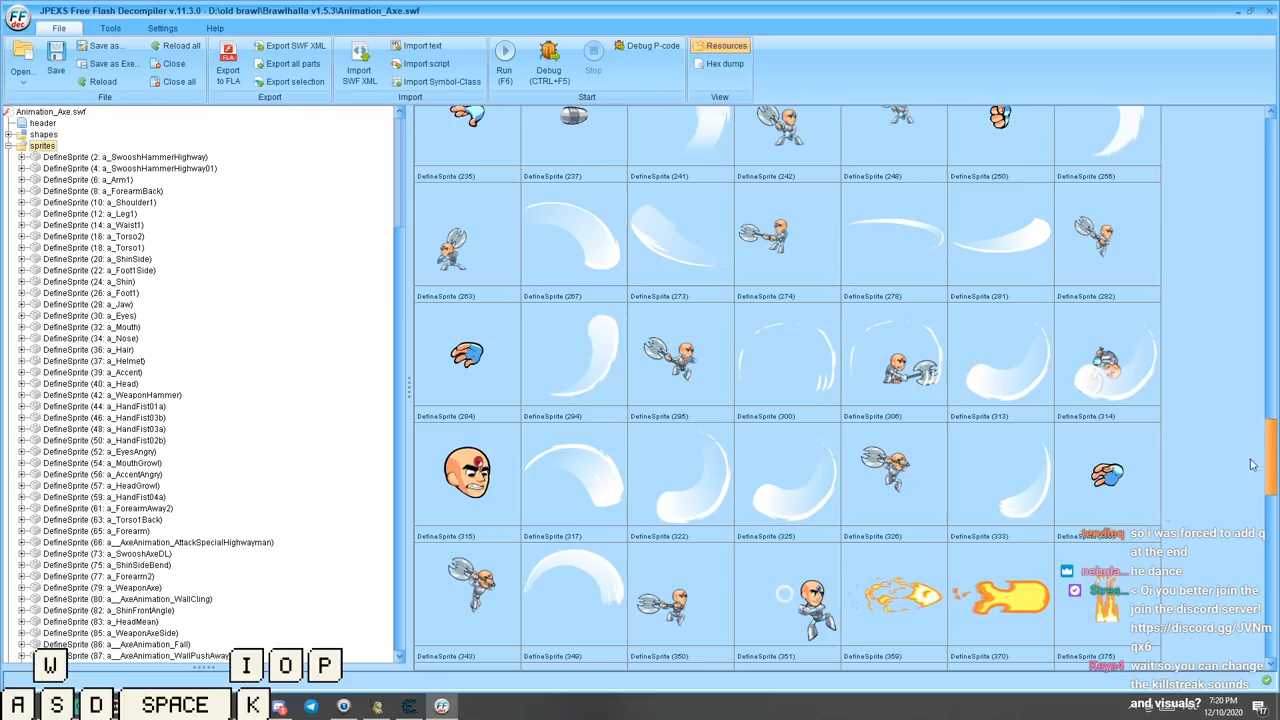 JPEXS Free Flash Decompiler v.11.3.0 - D:\old brawl\Brawlhalla v1.5.3\Animation_Axe.swf
File Tools Settings Help
Open... Save Save as... Save as Exe... Reload Reload all Close Close all
Export to FLA Export SWF XML Export all parts Export selection
Import SWF XML Import text Import script Import Symbol-Class
Run (F6) Debug (CTRL+F5) Stop Debug P-code
Resources Hex dump
File Export Import Start View
Animation_Axe.swf
header
shapes
sprites
DefineSprite (2: a_SwooshHammerHighway)
DefineSprite (4: a_SwooshHammerHighway01)
DefineSprite (6: a_Arm1)
DefineSprite (8: a_ForearmBack)
DefineSprite (10: a_Shoulder1)
DefineSprite (12: a_Leg1)
DefineSprite (14: a_Waist1)
DefineSprite (16: a_Torso2)
DefineSprite (18: a_Torso1)
DefineSprite (20: a_ShinSide)
DefineSprite (22: a_Foot1Side)
DefineSprite (24: a_Shin)
DefineSprite (26: a_Foot1)
DefineSprite (28: a_Jaw)
DefineSprite (30: a_Eyes)
DefineSprite (32: a_Mouth)
DefineSprite (34: a_Nose)
DefineSprite (36: a_Hair)
DefineSprite (37: a_Helmet)
DefineSprite (39: a_Accent)
DefineSprite (40: a_Head)
DefineSprite (42: a_WeaponHammer)
DefineSprite (44: a_HandFist01a)
DefineSprite (46: a_HandFist03b)
DefineSprite (48: a_HandFist03a)
DefineSprite (50: a_HandFist02b)
DefineSprite (52: a_EyesAngry)
DefineSprite (54: a_MouthGrowl)
DefineSprite (56: a_AccentAngry)
DefineSprite (57: a_HeadGrowl)
DefineSprite (59: a_HandFist04a)
DefineSprite (61: a_ForearmAway2)
DefineSprite (63: a_Torso1Back)
DefineSprite (65: a_Forearm)
DefineSprite (66: a__AxeAnimation_AttackSpecialHighwayman)
DefineSprite (73: a_SwooshAxeDL)
DefineSprite (75: a_ShinSideBend)
DefineSprite (77: a_Forearm2)
DefineSprite (79: a_WeaponAxe)
DefineSprite (80: a__AxeAnimation_WallCling)
DefineSprite (82: a_ShinFrontAngle)
DefineSprite (83: a_HeadMean)
DefineSprite (85: a_WeaponAxeSide)
DefineSprite (86: a__AxeAnimation_Fall)
DefineSprite (87: a__AxeAnimation_WallPushAway
DefineSprite (235) DefineSprite (237) DefineSprite (241) DefineSprite (242) DefineSprite (248) DefineSprite (250) DefineSprite (256)
DefineSprite (263) DefineSprite (267) DefineSprite (273) DefineSprite (274) DefineSprite (278) DefineSprite (281) DefineSprite (282)
DefineSprite (284) DefineSprite (294) DefineSprite (295) DefineSprite (300) DefineSprite (306) DefineSprite (313) DefineSprite (314)
DefineSprite (315) DefineSprite (317) DefineSprite (322) DefineSprite (325) DefineSprite (326) DefineSprite (333)
DefineSprite (343) DefineSprite (349) DefineSprite (350) DefineSprite (351) DefineSprite (359) DefineSprite (370) DefineSprite (375)
tendleq so i was forced to add q
at the end
nebula... he dance
Strea... < Oi you better join the
join the discord server!
https://discord.gg/JVNm
qx6
Kaya4 wait so you can change
the killstreak sounds
and visuals?
W I O P
A S D SPACE K
7:20 PM
12/10/2020
17